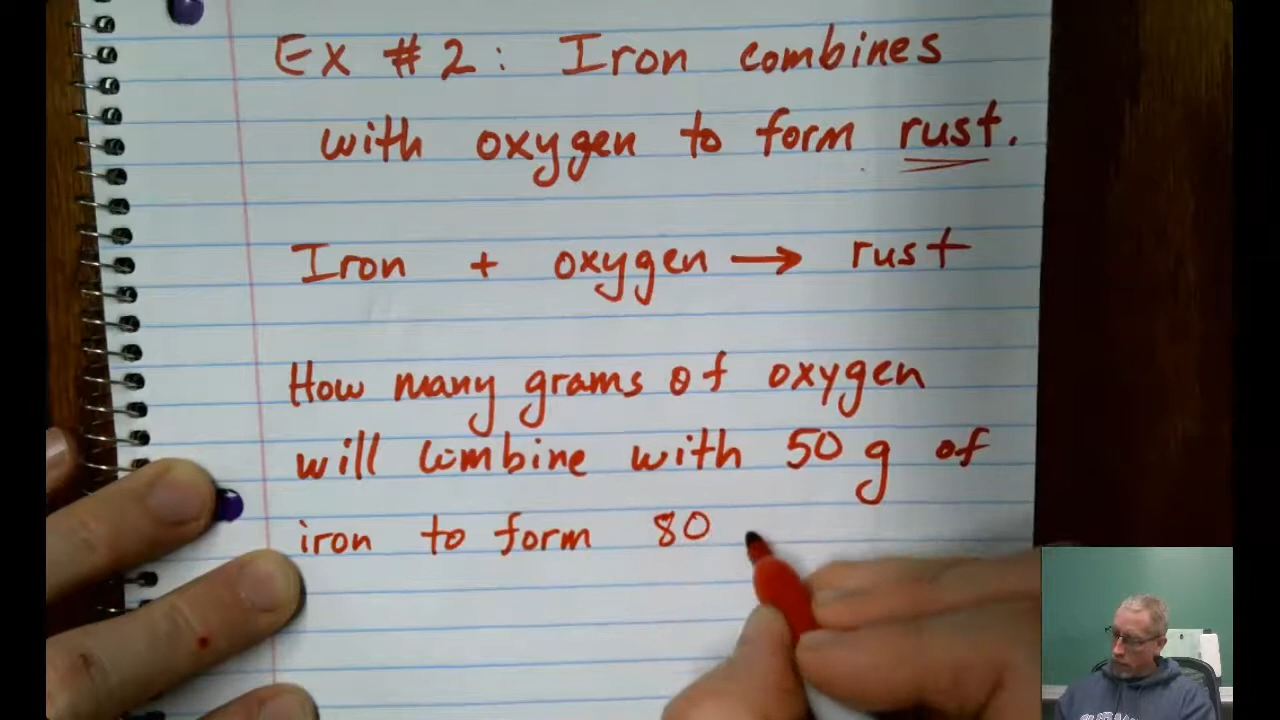 Ex #2: Iron combines
with oxygen to form rust.
Iron + oxygen → rust
How many grams of oxygen
will combine with 50 g of
iron to form 80